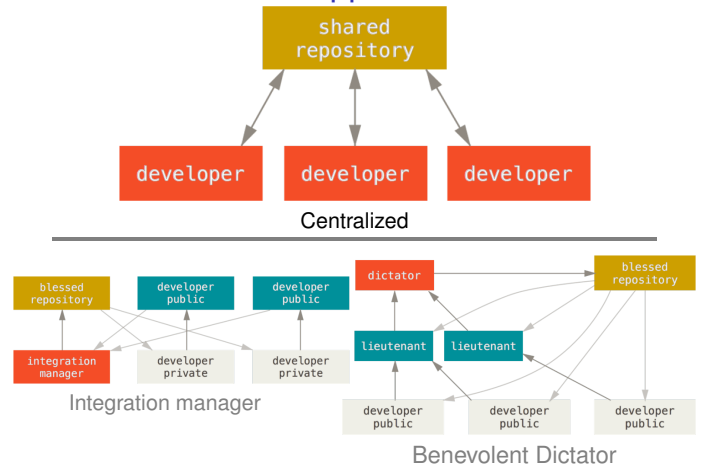 shared
repository
developer
developer
developer
Centralized
blessed
repository
developer
public
developer
public
integration
manager
developer
private
developer
private
Integration manager
dictator
blessed
repository
lieutenant
lieutenant
developer
public
developer
public
developer
public
Benevolent Dictator